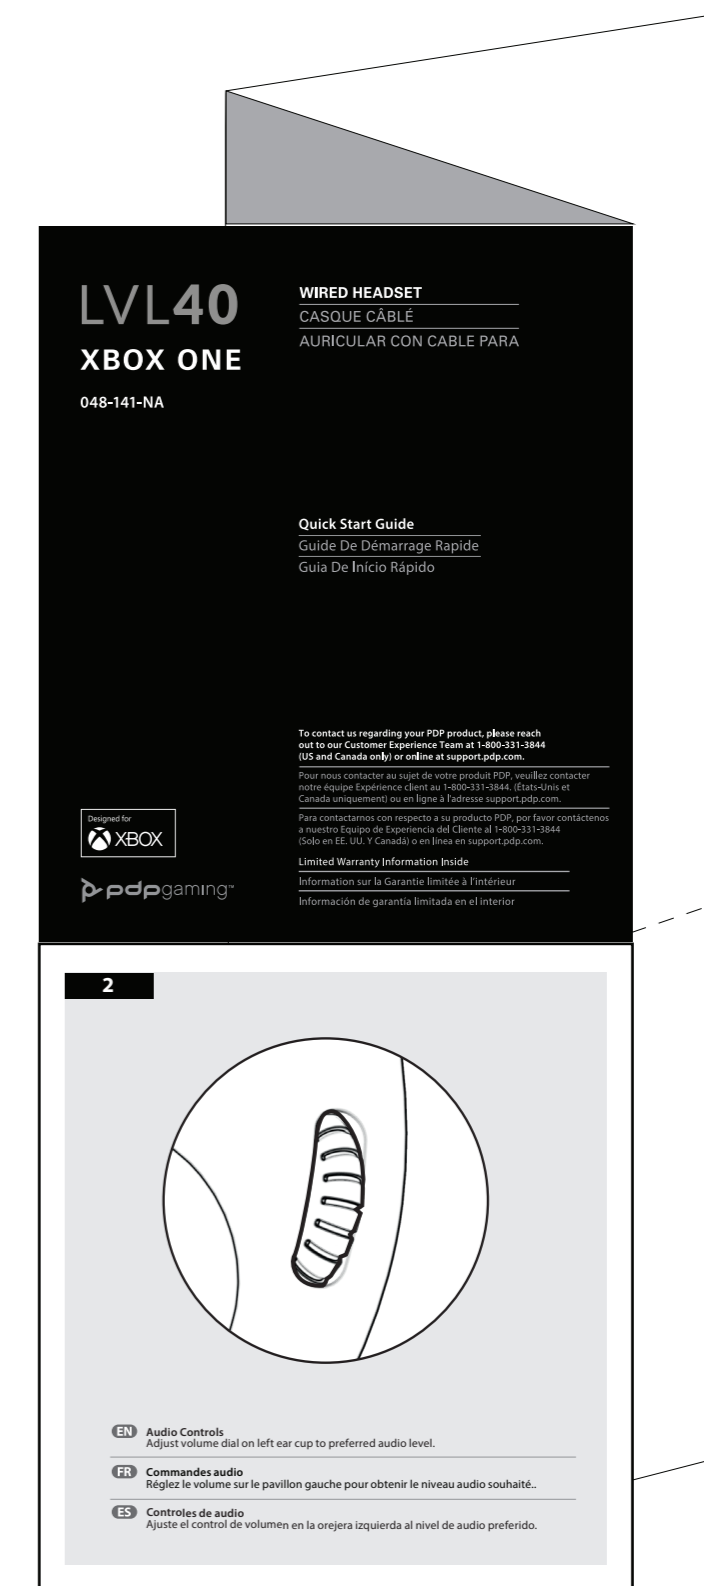 LVL40
XBOX ONE
048-141-NA
WIRED HEADSET
CASQUE CÂBLÉ
AURICULAR CON CABLE PARA
Quick Start Guide
Guide De Démarrage Rapide
Guia De Início Rápido
To contact us regarding your PDP product, please reach
out to our Customer Experience Team at 1-800-331-3844
(US and Canada only) or online at support.pdp.com.
Pour nous contacter au sujet de votre produit PDP, veuillez contacter
notre équipe Expérience client au 1-800-331-3844. (États-Unis et
Canada uniquement) ou en ligne à l'adresse support.pdp.com.
Para contactarnos con respecto a su producto PDP, por favor contáctenos
a nuestro Equipo de Experiencia del Cliente al 1-800-331-3844
(Solo en EE. UU. Y Canadá) o en línea en support.pdp.com.
Limited Warranty Information Inside
Information sur la Garantie limitée à l'intérieur
Información de garantía limitada en el interior
Designed for
XBOX
pdpgaming™
2
EN Audio Controls
Adjust volume dial on left ear cup to preferred audio level.
FR Commandes audio
Réglez le volume sur le pavillon gauche pour obtenir le niveau audio souhaité..
ES Controles de audio
Ajuste el control de volumen en la orejera izquierda al nivel de audio preferido.